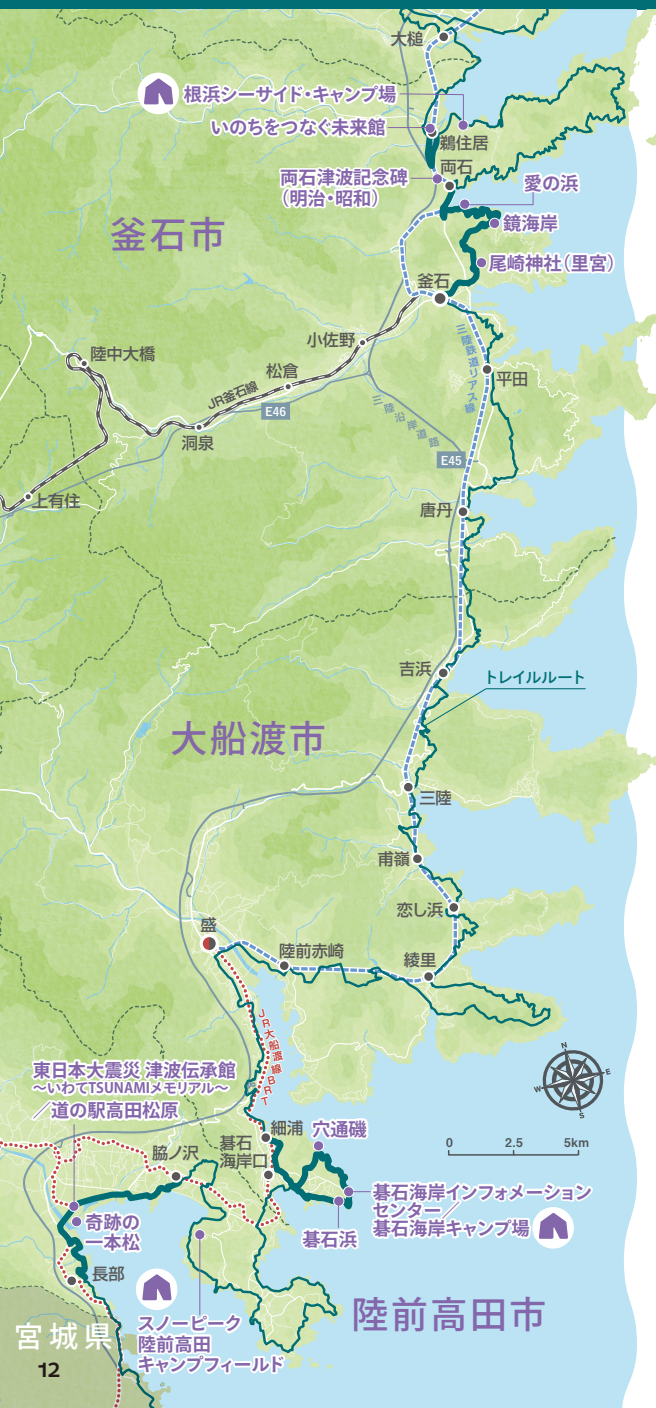 大槌
根浜シーサイド・キャンプ場
いのちをつなぐ未来館
鵜住居
両石津波記念碑
（明治・昭和）
両石
愛の浜
鏡海岸
釜石市
尾崎神社（里宮）
釜石
三陸鉄道リアス線
小佐野
陸中大橋
松倉
平田
JR釜石線
E46
三陸沿岸道路
洞泉
E45
上有住
唐丹
吉浜
トレイルルート
大船渡市
三陸
甫嶺
恋し浜
盛
陸前赤崎
綾里
JR大船渡線BRT
N
W
E
S
東日本大震災 津波伝承館
～いわてTSUNAMIメモリアル～
／道の駅高田松原
細浦
穴通磯
0 2.5 5km
脇ノ沢
碁石
海岸口
碁石海岸インフォメーション
センター／
碁石海岸キャンプ場
奇跡の
一本松
碁石浜
長部
スノーピーク
陸前高田
キャンプフィールド
陸前高田市
宮城県
12